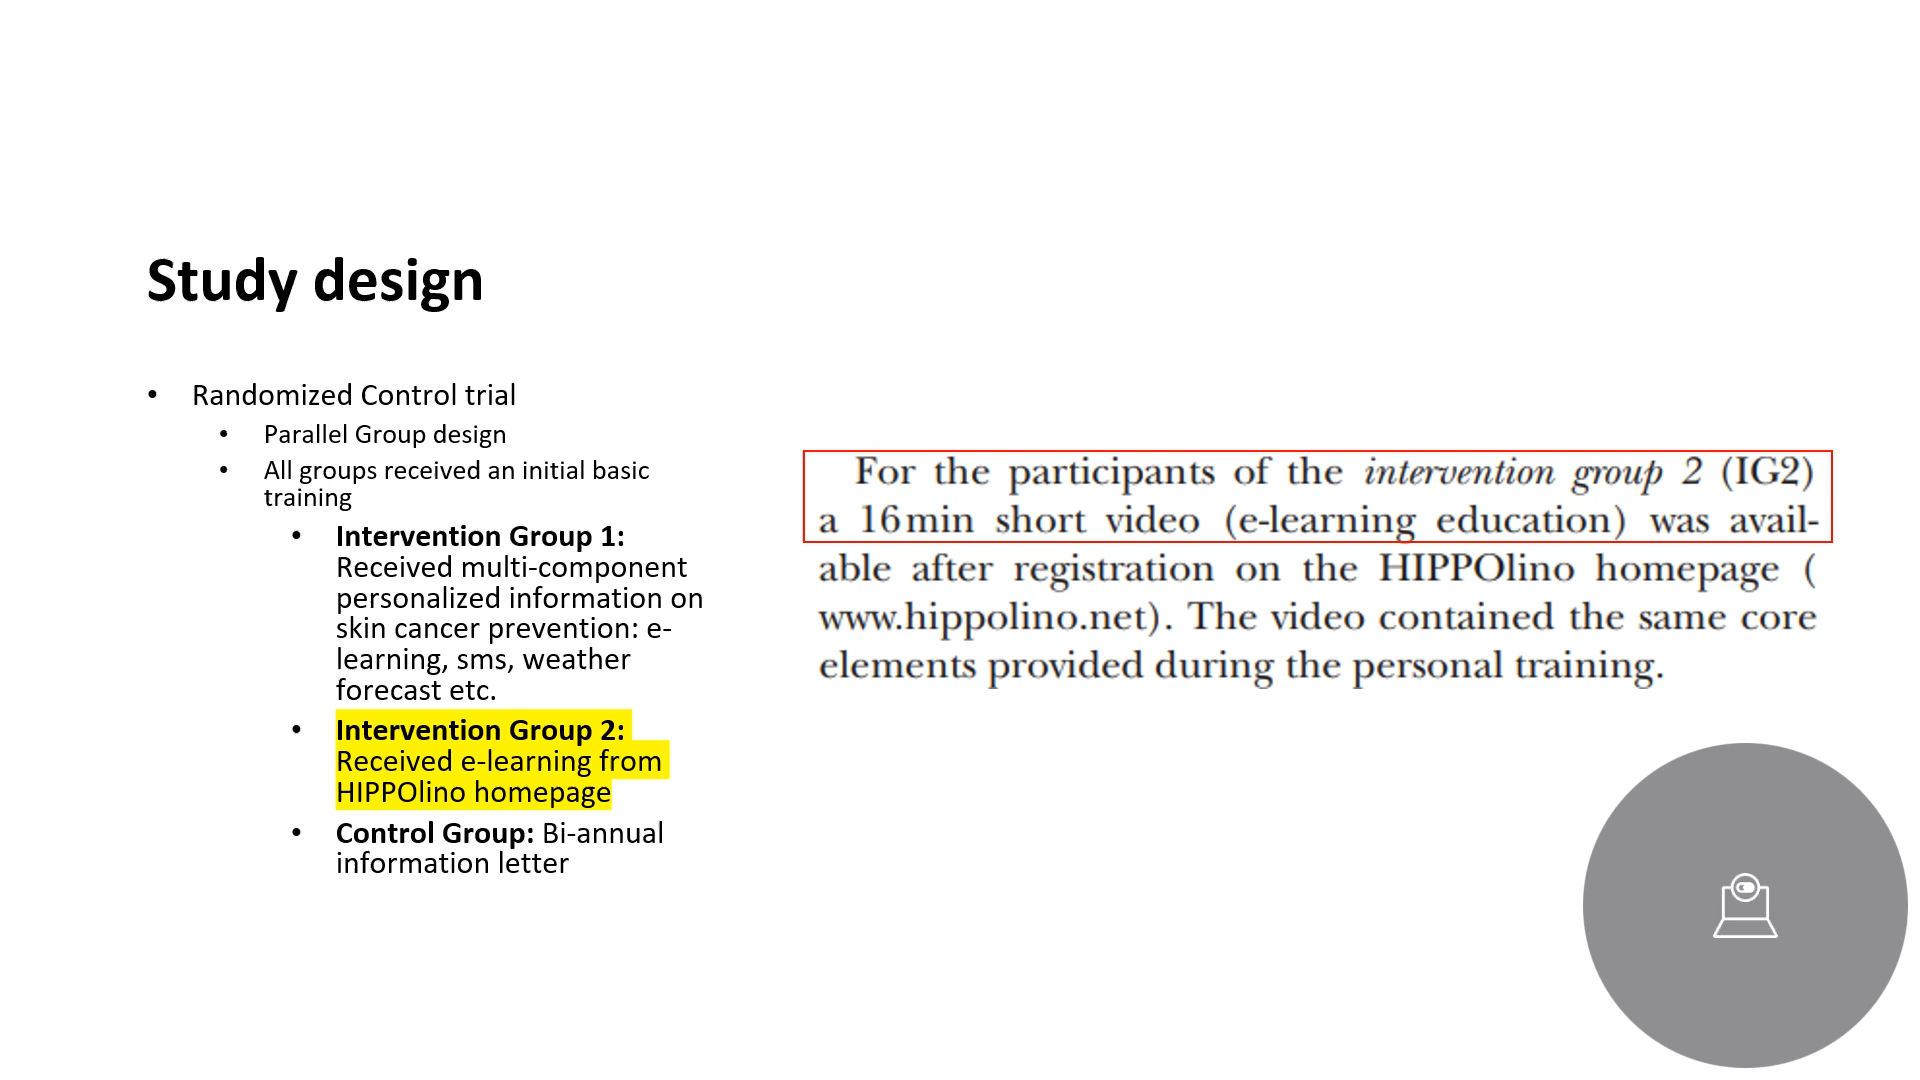 Study design
• Randomized Control trial
• Parallel Group design
• All groups received an initial basic
training
• Intervention Group 1:
Received multi-component
personalized information on
skin cancer prevention: e-
learning, sms, weather
forecast etc.
• Intervention Group 2:
Received e-learning from
HIPPOlino homepage
• Control Group: Bi-annual
information letter
For the participants of the intervention group 2 (IG2)
a 16 min short video (e-learning education) was avail-
able after registration on the HIPPOlino homepage (
www.hippolino.net). The video contained the same core
elements provided during the personal training.